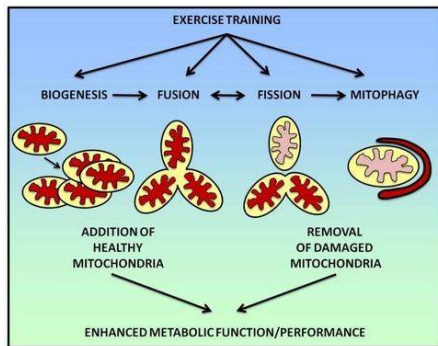 EXERCISE TRAINING
BIOGENESIS FUSION FISSION MITOPHAGY
ADDITION OF
HEALTHY
MITOCHONDRIA
REMOVAL
OF DAMAGED
MITOCHONDRIA
ENHANCED METABOLIC FUNCTION/PERFORMANCE